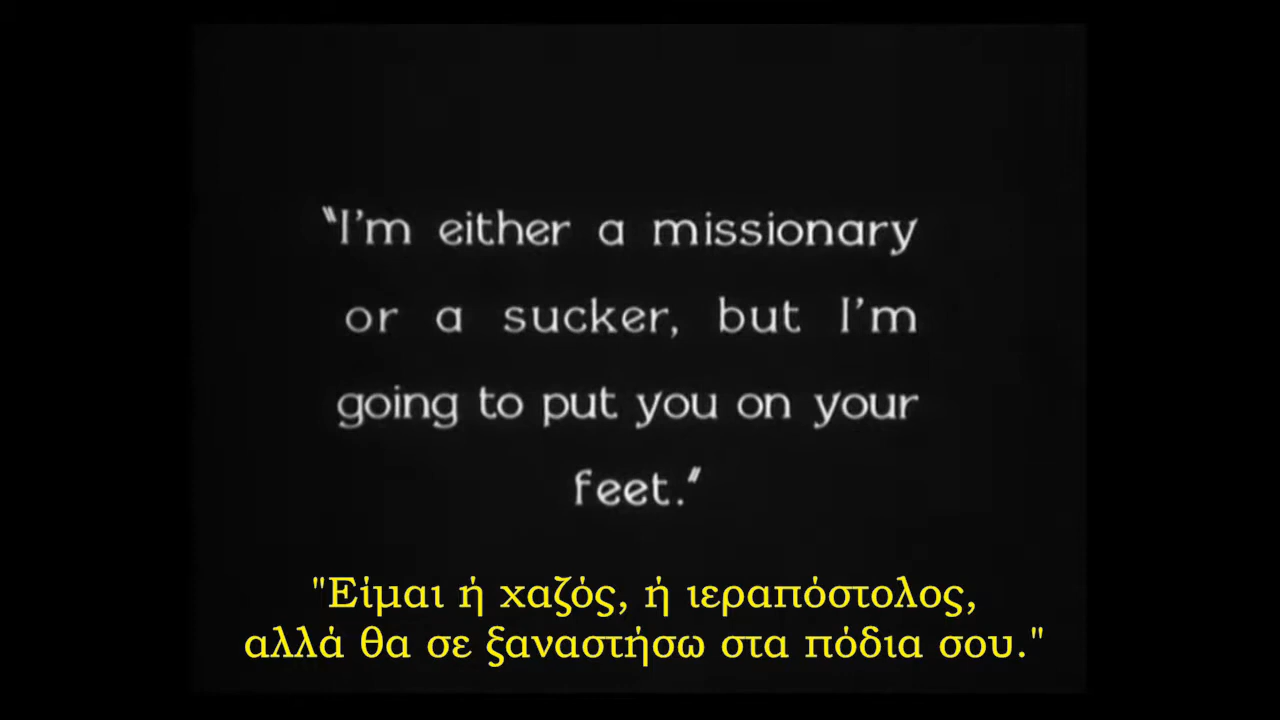 "I'm either a missionary
or a sucker, but I'm
going to put you on your
feet."
"Είμαι ή χαζός, ή ιεραπόστολος,
αλλά θα σε ξαναστήσω στα πόδια σου."